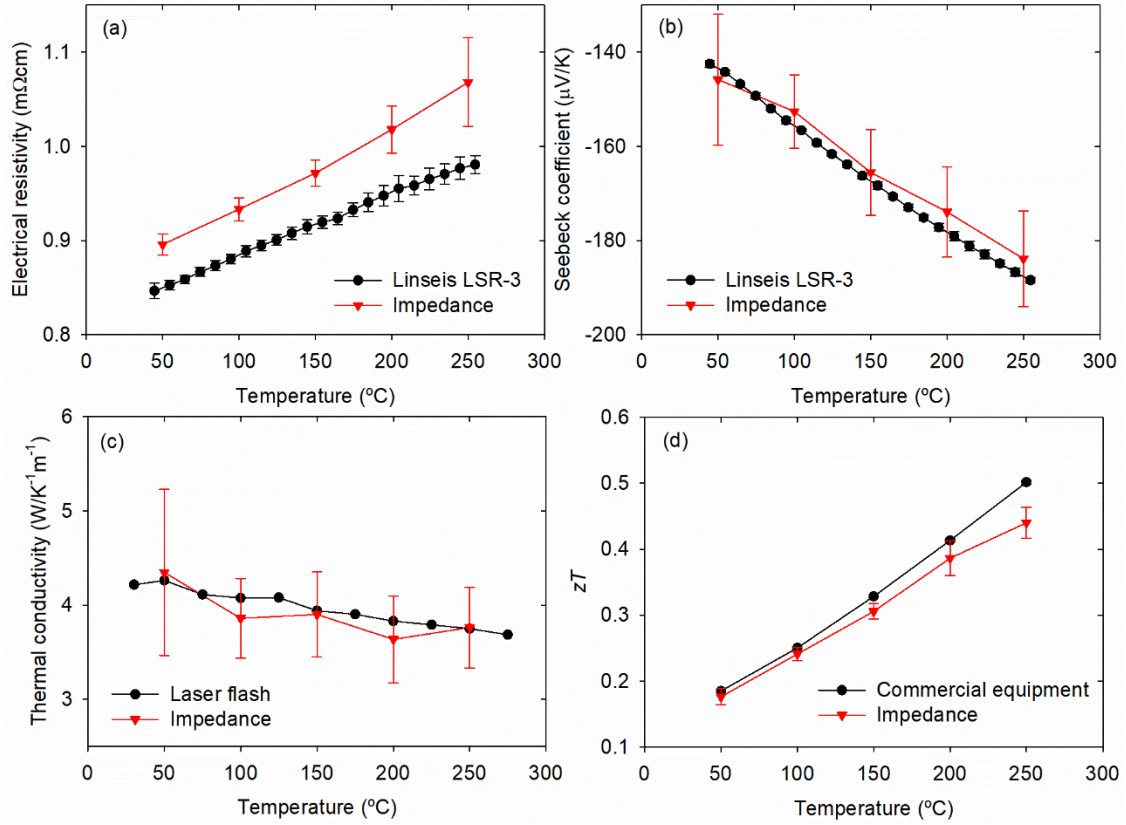 (a)
Electrical resistivity (mΩcm)
1.1
1.0
0.9
0.8
Linseis LSR-3
Impedance
0 50 100 150 200 250 300
Temperature (ºC)
(b)
Seebeck coefficient (μV/K)
-140
-160
-180
-200
Linseis LSR-3
Impedance
0 50 100 150 200 250 300
Temperature (ºC)
(c)
Thermal conductivity (W/K⁻¹m⁻¹)
6
5
4
3
Laser flash
Impedance
0 50 100 150 200 250 300
Temperature (ºC)
(d)
zT
0.6
0.5
0.4
0.3
0.2
0.1
Commercial equipment
Impedance
0 50 100 150 200 250 300
Temperature (ºC)